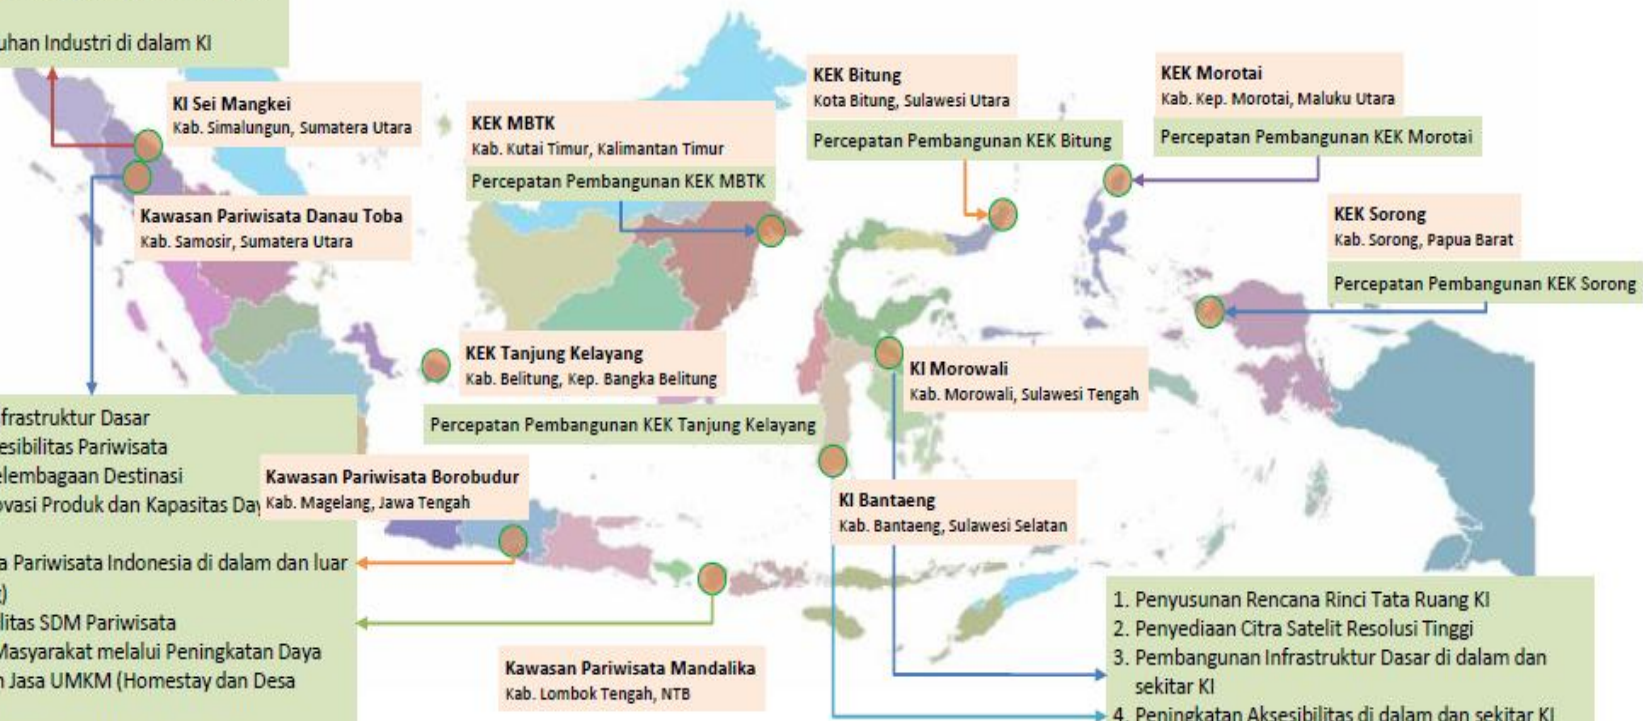 uhan Industri di dalam KI
KI Sei Mangkei
Kab. Simalungun, Sumatera Utara
KEK MBTK
Kab. Kutai Timur, Kalimantan Timur
Percepatan Pembangunan KEK MBTK
KEK Bitung
Kota Bitung, Sulawesi Utara
Percepatan Pembangunan KEK Bitung
KEK Morotai
Kab. Kep. Morotai, Maluku Utara
Percepatan Pembangunan KEK Morotai
Kawasan Pariwisata Danau Toba
Kab. Samosir, Sumatera Utara
KEK Sorong
Kab. Sorong, Papua Barat
Percepatan Pembangunan KEK Sorong
KEK Tanjung Kelayang
Kab. Belitung, Kep. Bangka Belitung
Percepatan Pembangunan KEK Tanjung Kelayang
KI Morowali
Kab. Morowali, Sulawesi Tengah
frastruktur Dasar
esibilitas Pariwisata
elembagaan Destinasi
ovasi Produk dan Kapasitas Day
a Pariwisata Indonesia di dalam dan luar
)
litas SDM Pariwisata
Masyarakat melalui Peningkatan Daya
n Jasa UMKM (Homestay dan Desa
Kawasan Pariwisata Borobudur
Kab. Magelang, Jawa Tengah
KI Bantaeng
Kab. Bantaeng, Sulawesi Selatan
Kawasan Pariwisata Mandalika
Kab. Lombok Tengah, NTB
1. Penyusunan Rencana Rinci Tata Ruang KI
2. Penyediaan Citra Satelit Resolusi Tinggi
3. Pembangunan Infrastruktur Dasar di dalam dan
sekitar KI
4. Peningkatan Aksesibilitas di dalam dan sekitar KI